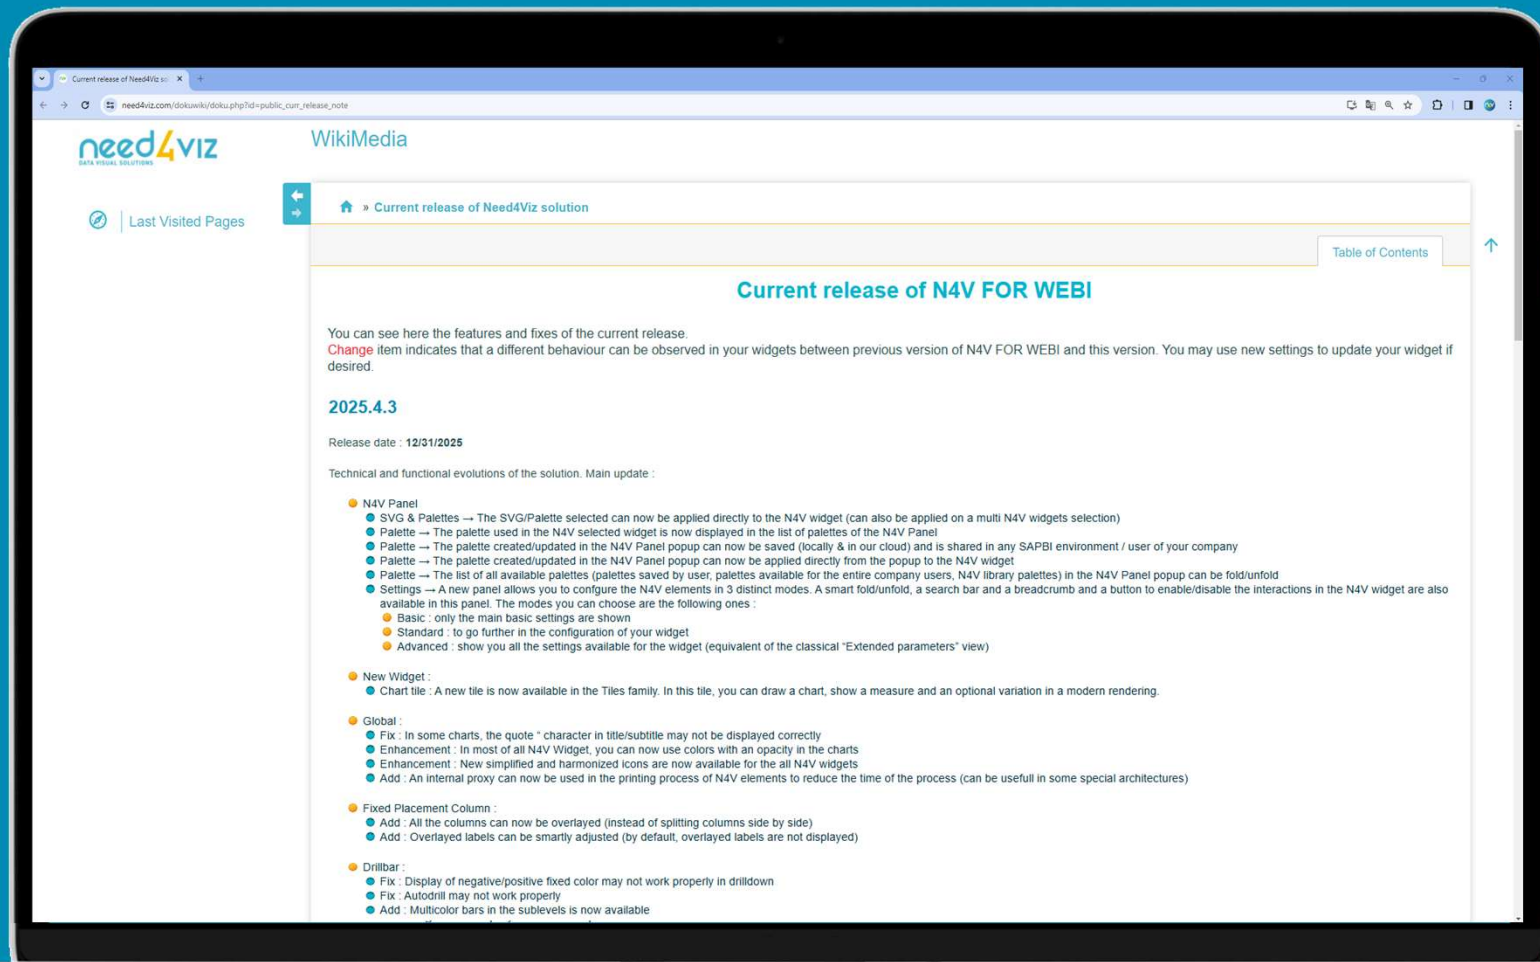 Current release of Need4Viz so
need4viz.com/dokuwiki/doku.php?id=public_curr_release_note
need4viz
DATA VISUAL SOLUTIONS
WikiMedia
Last Visited Pages
» Current release of Need4Viz solution
Table of Contents
Current release of N4V FOR WEBI
You can see here the features and fixes of the current release.
Change item indicates that a different behaviour can be observed in your widgets between previous version of N4V FOR WEBI and this version. You may use new settings to update your widget if
desired.
2025.4.3
Release date : 12/31/2025
Technical and functional evolutions of the solution. Main update :
N4V Panel
SVG & Palettes → The SVG/Palette selected can now be applied directly to the N4V widget (can also be applied on a multi N4V widgets selection)
Palette → The palette used in the N4V selected widget is now displayed in the list of palettes of the N4V Panel
Palette → The palette created/updated in the N4V Panel popup can now be saved (locally & in our cloud) and is shared in any SAPBI environment / user of your company
Palette → The palette created/updated in the N4V Panel popup can now be applied directly from the popup to the N4V widget
Palette → The list of all available palettes (palettes saved by user, palettes available for the entire company users, N4V library palettes) in the N4V Panel popup can be fold/unfold
Settings → A new panel allows you to confgure the N4V elements in 3 distinct modes. A smart fold/unfold, a search bar and a breadcrumb and a button to enable/disable the interactions in the N4V widget are also
available in this panel. The modes you can choose are the following ones :
Basic : only the main basic settings are shown
Standard : to go further in the configuration of your widget
Advanced : show you all the settings available for the widget (equivalent of the classical “Extended parameters” view)
New Widget :
Chart tile : A new tile is now available in the Tiles family. In this tile, you can draw a chart, show a measure and an optional variation in a modern rendering.
Global :
Fix : In some charts, the quote “ character in title/subtitle may not be displayed correctly
Enhancement : In most of all N4V Widget, you can now use colors with an opacity in the charts
Enhancement : New simplified and harmonized icons are now available for the all N4V widgets
Add : An internal proxy can now be used in the printing process of N4V elements to reduce the time of the process (can be usefull in some special architectures)
Fixed Placement Column :
Add : All the columns can now be overlayed (instead of splitting columns side by side)
Add : Overlayed labels can be smartly adjusted (by default, overlayed labels are not displayed)
Drillbar :
Fix : Display of negative/positive fixed color may not work properly in drilldown
Fix : Autodrill may not work properly
Add : Multicolor bars in the sublevels is now available